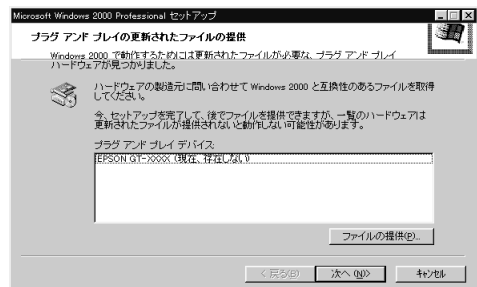 Microsoft Windows 2000 Professional セットアップ
プラグ アンド プレイの更新されたファイルの提供
Windows 2000 で動作するためには更新されたファイルが必要な、プラグ アンド プレイ
ハードウェアが見つかりました。
ハードウェアの製造元に問い合わせて Windows 2000 と互換性のあるファイルを取得
してください。
今、セットアップを完了して、後でファイルを提供できますが、一覧のハードウェアは
更新されたファイルが提供されないと動作しない可能性があります。
プラグ アンド プレイ デバイス:
EPSON GT-XXXX (現在、存在しない)
ファイルの提供(P)...
< 戻る(B)
次へ(N)>
キャンセル